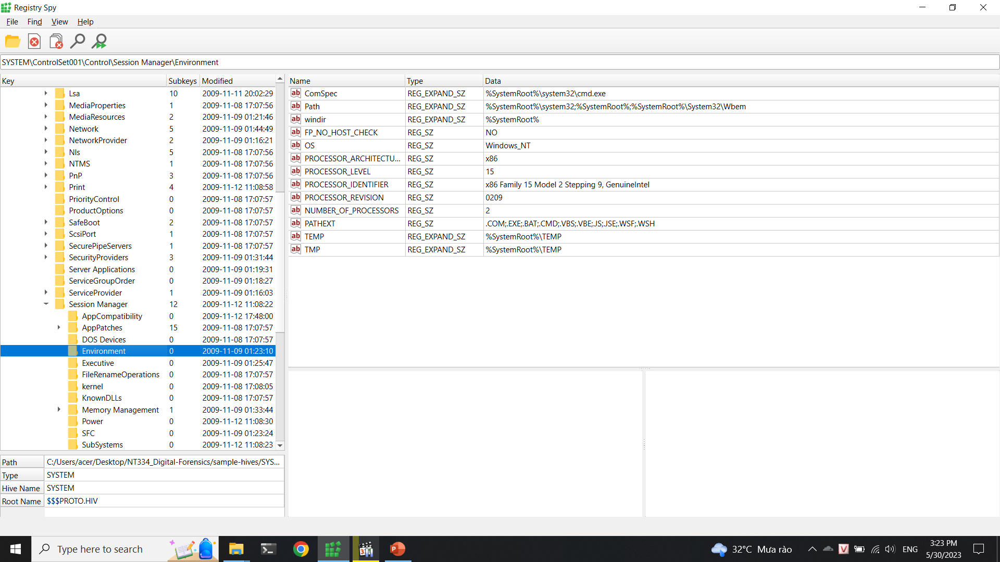 Registry Spy
File Find View Help
SYSTEM\ControlSet001\Control\Session Manager\Environment
Key Subkeys Modified
Lsa 10 2009-11-11 20:02:29
MediaProperties 1 2009-11-08 17:07:56
MediaResources 2 2009-11-09 01:21:46
Network 5 2009-11-09 01:44:49
NetworkProvider 2 2009-11-09 01:16:21
Nls 5 2009-11-08 17:07:56
NTMS 1 2009-11-08 17:07:56
PnP 3 2009-11-08 17:07:56
Print 4 2009-11-12 11:08:58
PriorityControl 0 2009-11-08 17:07:57
ProductOptions 0 2009-11-08 17:07:57
SafeBoot 2 2009-11-08 17:07:57
ScsiPort 1 2009-11-08 17:07:57
SecurePipeServers 1 2009-11-08 17:07:57
SecurityProviders 3 2009-11-09 01:31:44
Server Applications 0 2009-11-09 01:19:31
ServiceGroupOrder 0 2009-11-09 01:18:27
ServiceProvider 1 2009-11-09 01:16:03
Session Manager 12 2009-11-12 11:08:22
AppCompatibility 0 2009-11-12 17:48:00
AppPatches 15 2009-11-08 17:07:57
DOS Devices 0 2009-11-08 17:07:57
Environment 0 2009-11-09 01:23:10
Executive 0 2009-11-09 01:25:47
FileRenameOperations 0 2009-11-08 17:07:57
kernel 0 2009-11-08 17:08:05
KnownDLLs 0 2009-11-08 17:07:57
Memory Management 1 2009-11-09 01:33:44
Power 0 2009-11-12 11:08:30
SFC 0 2009-11-09 01:23:24
SubSystems 0 2009-11-12 11:08:23
Path C:/Users/acer/Desktop/NT334_Digital-Forensics/sample-hives/SYS...
Type SYSTEM
Hive Name SYSTEM
Root Name $$$PROTO.HIV
Name Type Data
ab ComSpec REG_EXPAND_SZ %SystemRoot%\system32\cmd.exe
ab Path REG_EXPAND_SZ %SystemRoot%\system32;%SystemRoot%;%SystemRoot%\System32\Wbem
ab windir REG_EXPAND_SZ %SystemRoot%
ab FP_NO_HOST_CHECK REG_SZ NO
ab OS REG_SZ Windows_NT
ab PROCESSOR_ARCHITECTU... REG_SZ x86
ab PROCESSOR_LEVEL REG_SZ 15
ab PROCESSOR_IDENTIFIER REG_SZ x86 Family 15 Model 2 Stepping 9, GenuineIntel
ab PROCESSOR_REVISION REG_SZ 0209
ab NUMBER_OF_PROCESSORS REG_SZ 2
ab PATHEXT REG_SZ .COM;.EXE;.BAT;.CMD;.VBS;.VBE;.JS;.JSE;.WSF;.WSH
ab TEMP REG_EXPAND_SZ %SystemRoot%\TEMP
ab TMP REG_EXPAND_SZ %SystemRoot%\TEMP
Type here to search
32°C Mưa rào
V
ENG
3:23 PM
5/30/2023